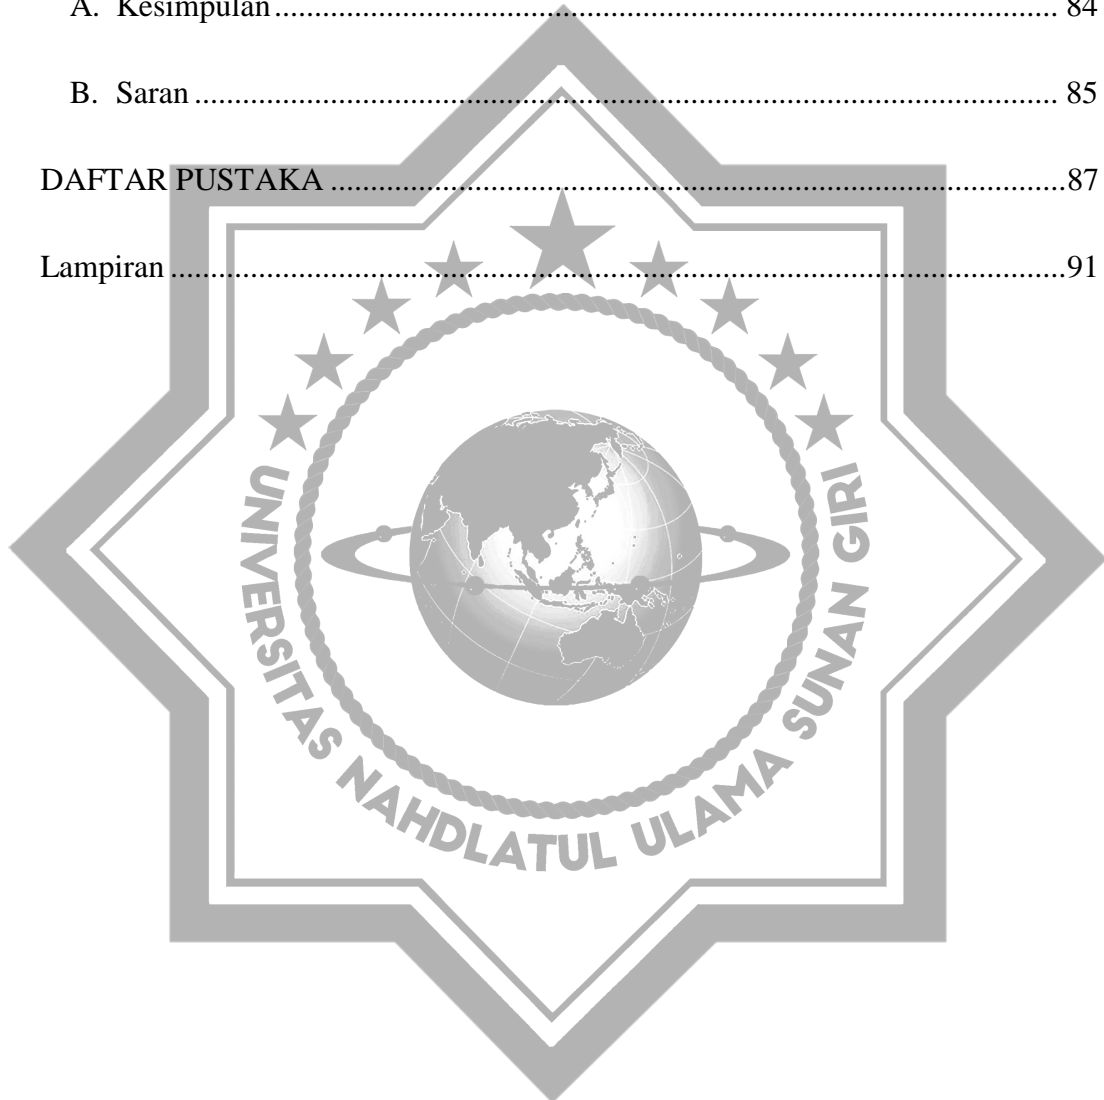 A. Kesimpulan.................................................................................................. 84
B. Saran............................................................................................................ 85
DAFTAR PUSTAKA............................................................................................87
Lampiran................................................................................................................91
UNIVERSITAS NAHDLATUL ULAMA SUNAN GIRI